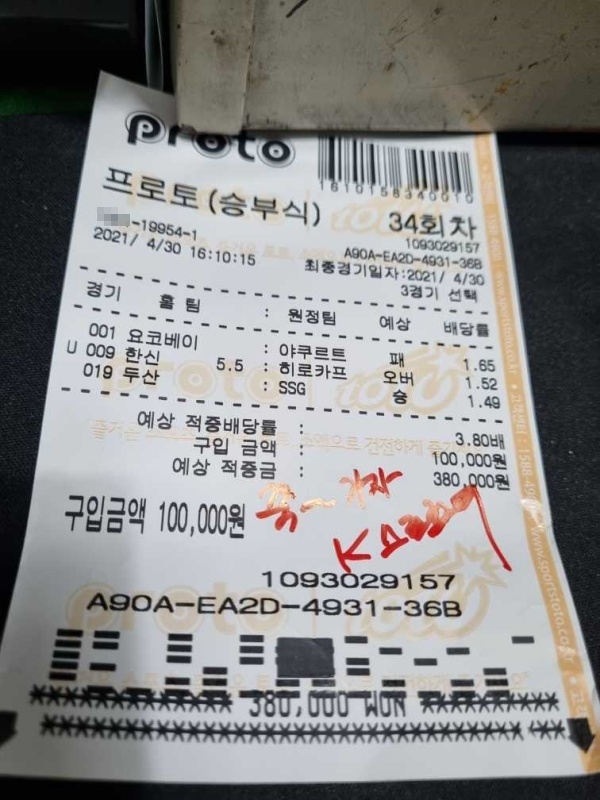 proto
1610158340010
프로토(승부식) 34회차
-19954-1 1093029157
2021/ 4/30 16:10:15 A90A-EA2D-4931-36B
최종경기일자:2021/ 4/30
3경기 선택
경기 홈 팀 : 원정팀 예상 배당률
001 요코베이 : 야쿠르트 패 1.65
U 009 한신 5.5 : 히로카프 오버 1.52
019 두산 : SSG 승 1.49
예상 적중배당률 : 3.80배
구입 금액 : 100,000원
예상 적중금 : 380,000원
구입금액 100,000원
1093029157
A90A-EA2D-4931-36B
380,000 WON
www.sportstoto.co.kr